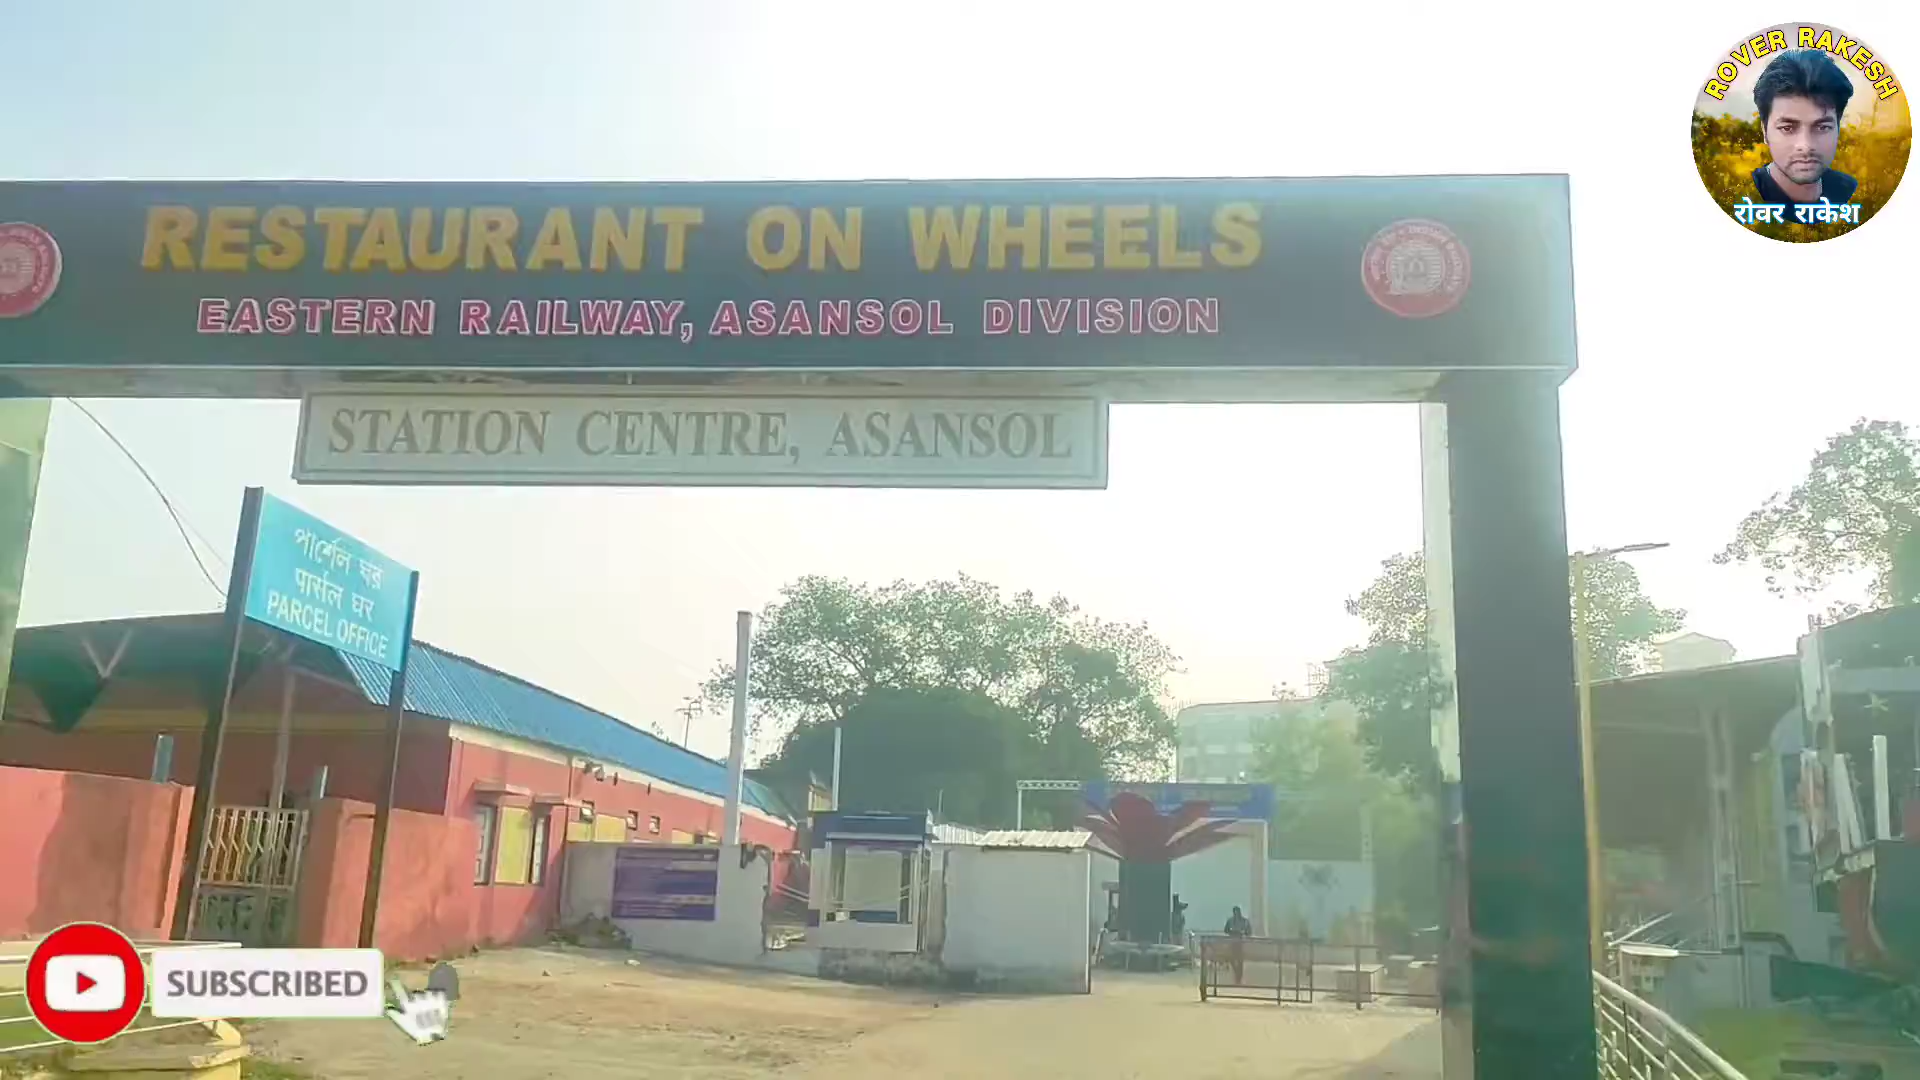 ROVER RAKESH
रोवर राकेश
RESTAURANT ON WHEELS
EASTERN RAILWAY, ASANSOL DIVISION
STATION CENTRE, ASANSOL
পার্শেল ঘর
पार्सल घर
PARCEL OFFICE
SUBSCRIBED